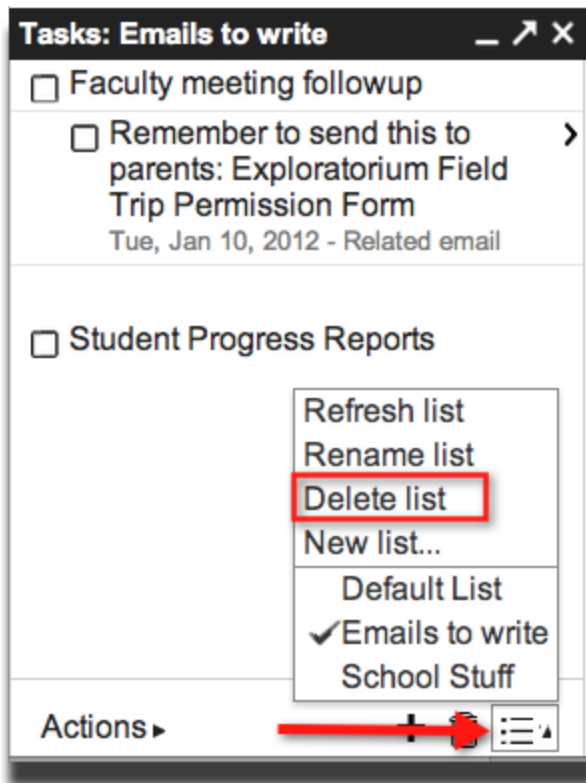 Tasks: Emails to write
Faculty meeting followup
Remember to send this to
parents: Exploratorium Field
Trip Permission Form
Tue, Jan 10, 2012 - Related email
Student Progress Reports
Refresh list
Rename list
Delete list
New list...
Default List
Emails to write
School Stuff
Actions